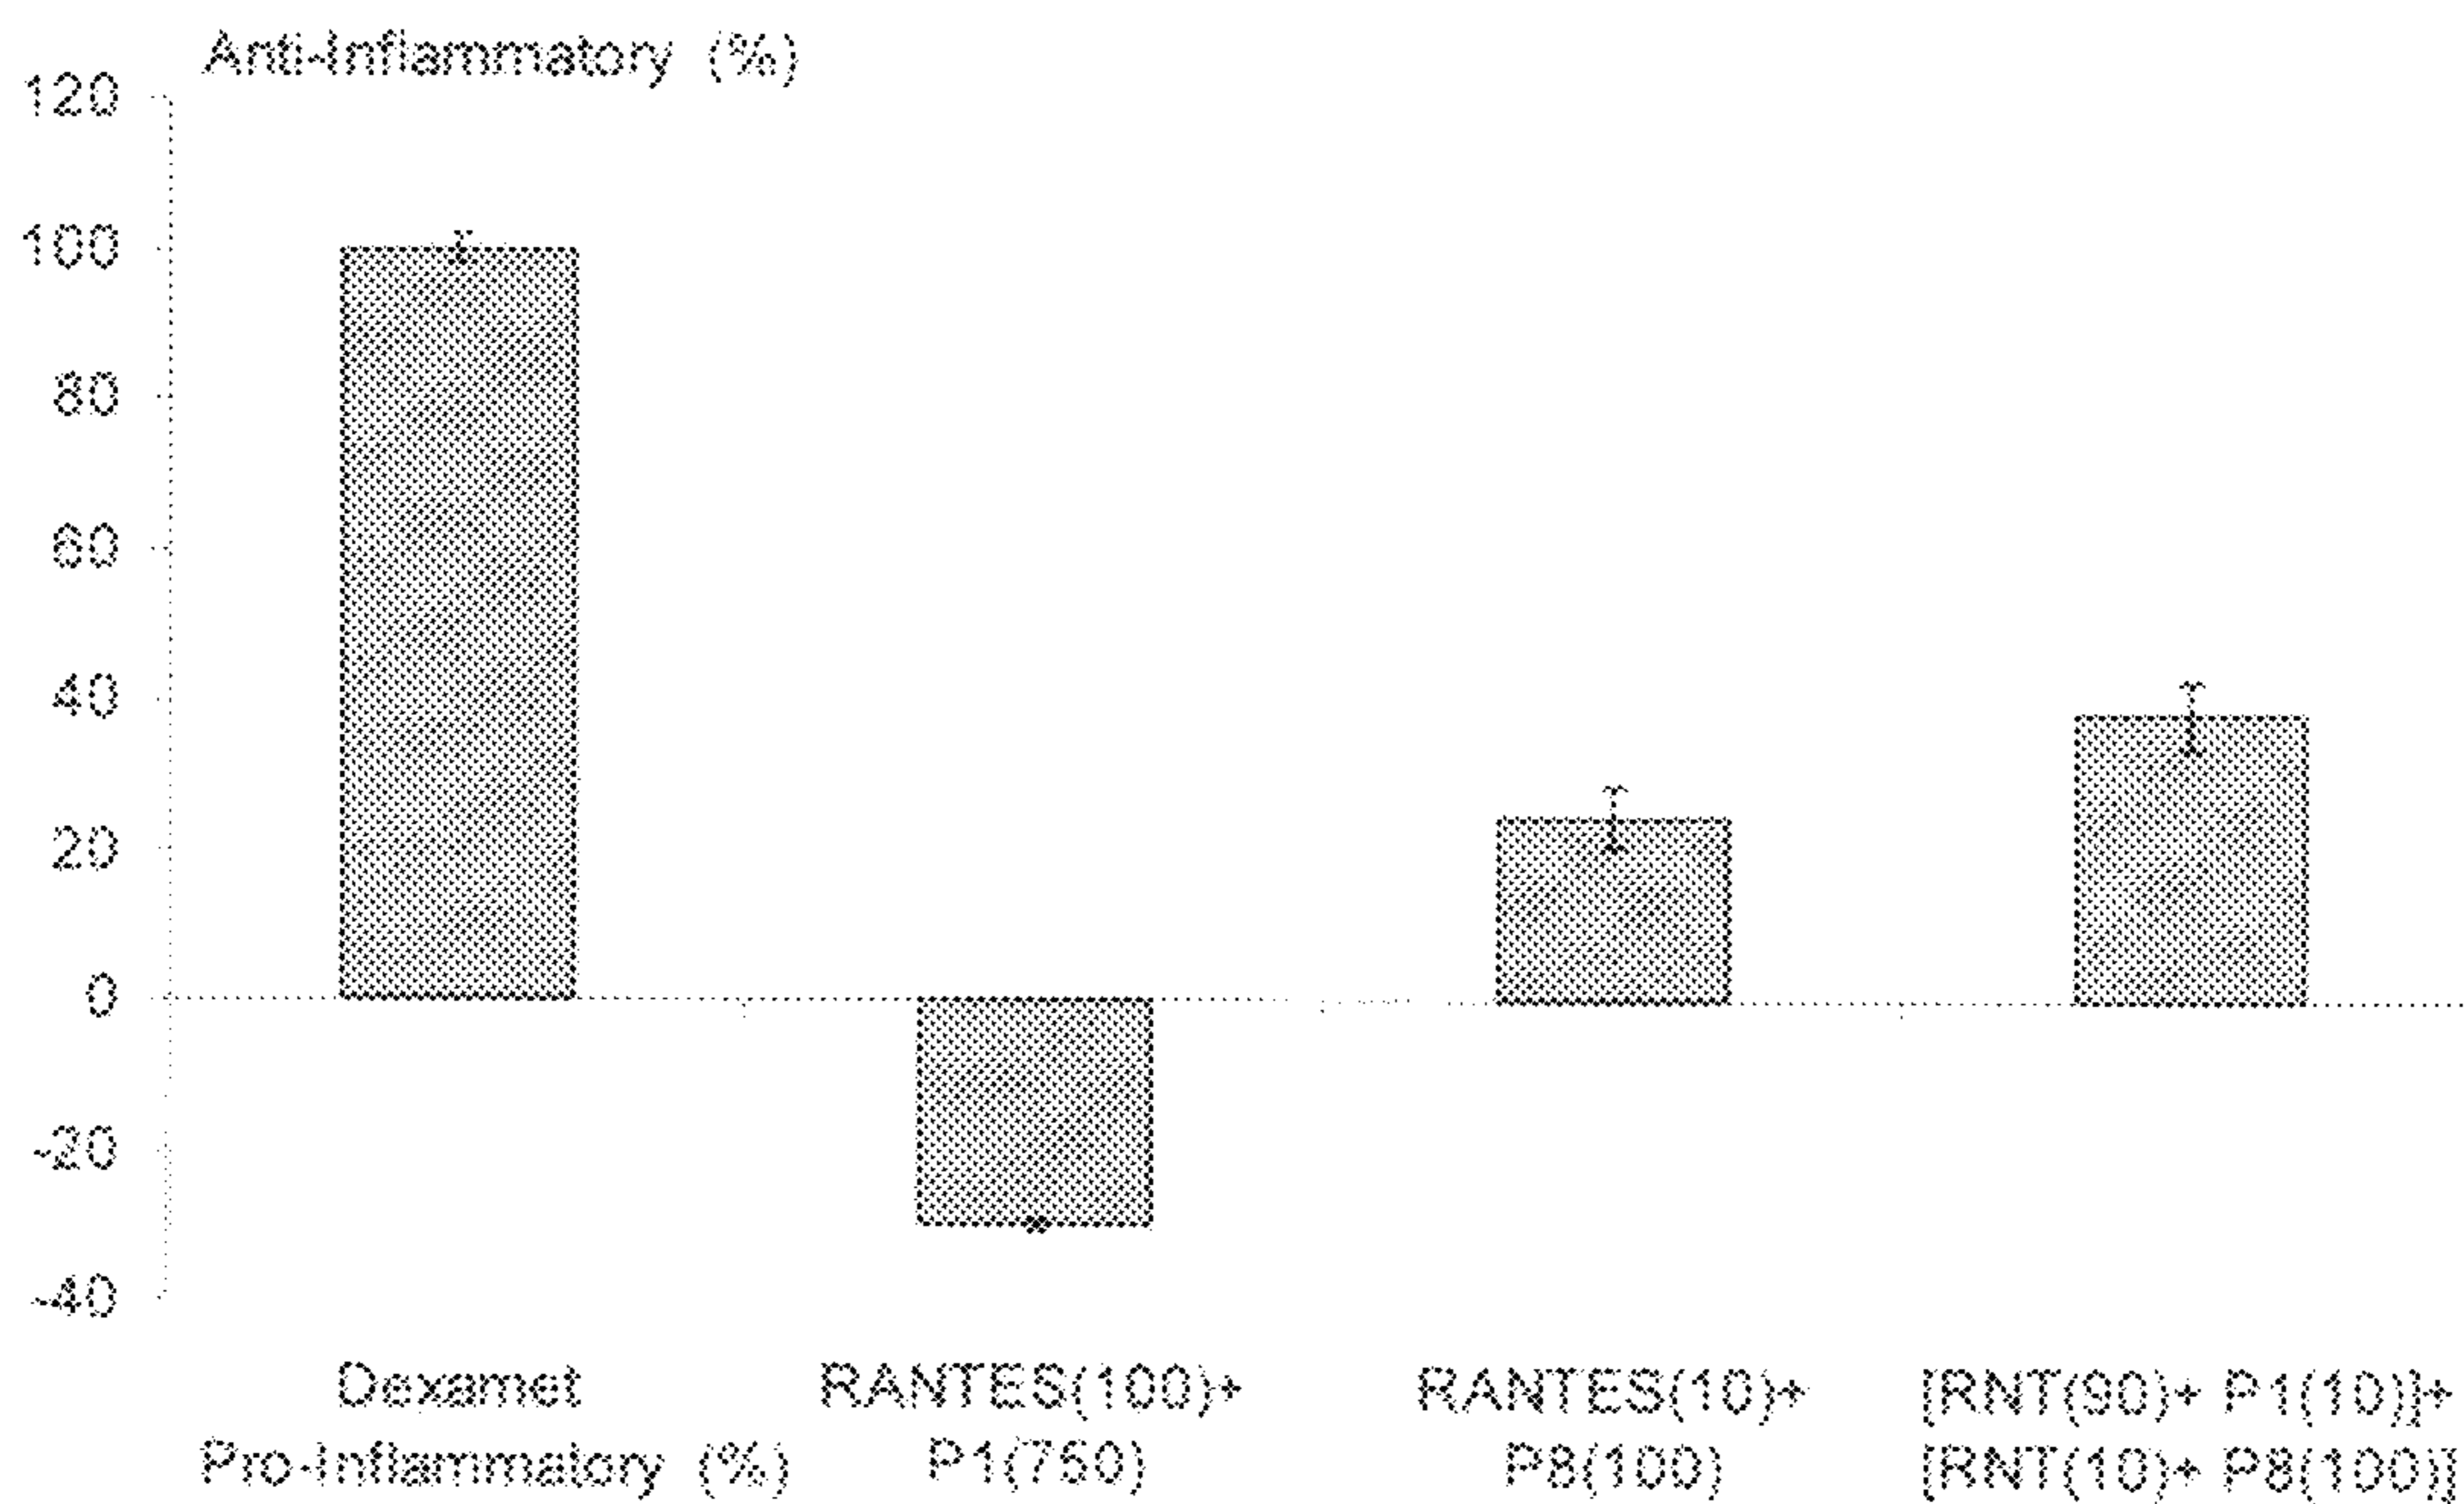 Anti-Inflammatory (%)
120
100
80
60
40
20
0
-20
-40
Dexamet
RANTES(100)+
P1(750)
RANTES(10)+
P8(100)
[RNT(90)+ P1(10)]+
[RNT(10)+ P8(100)]
Pro-Inflammatory (%)